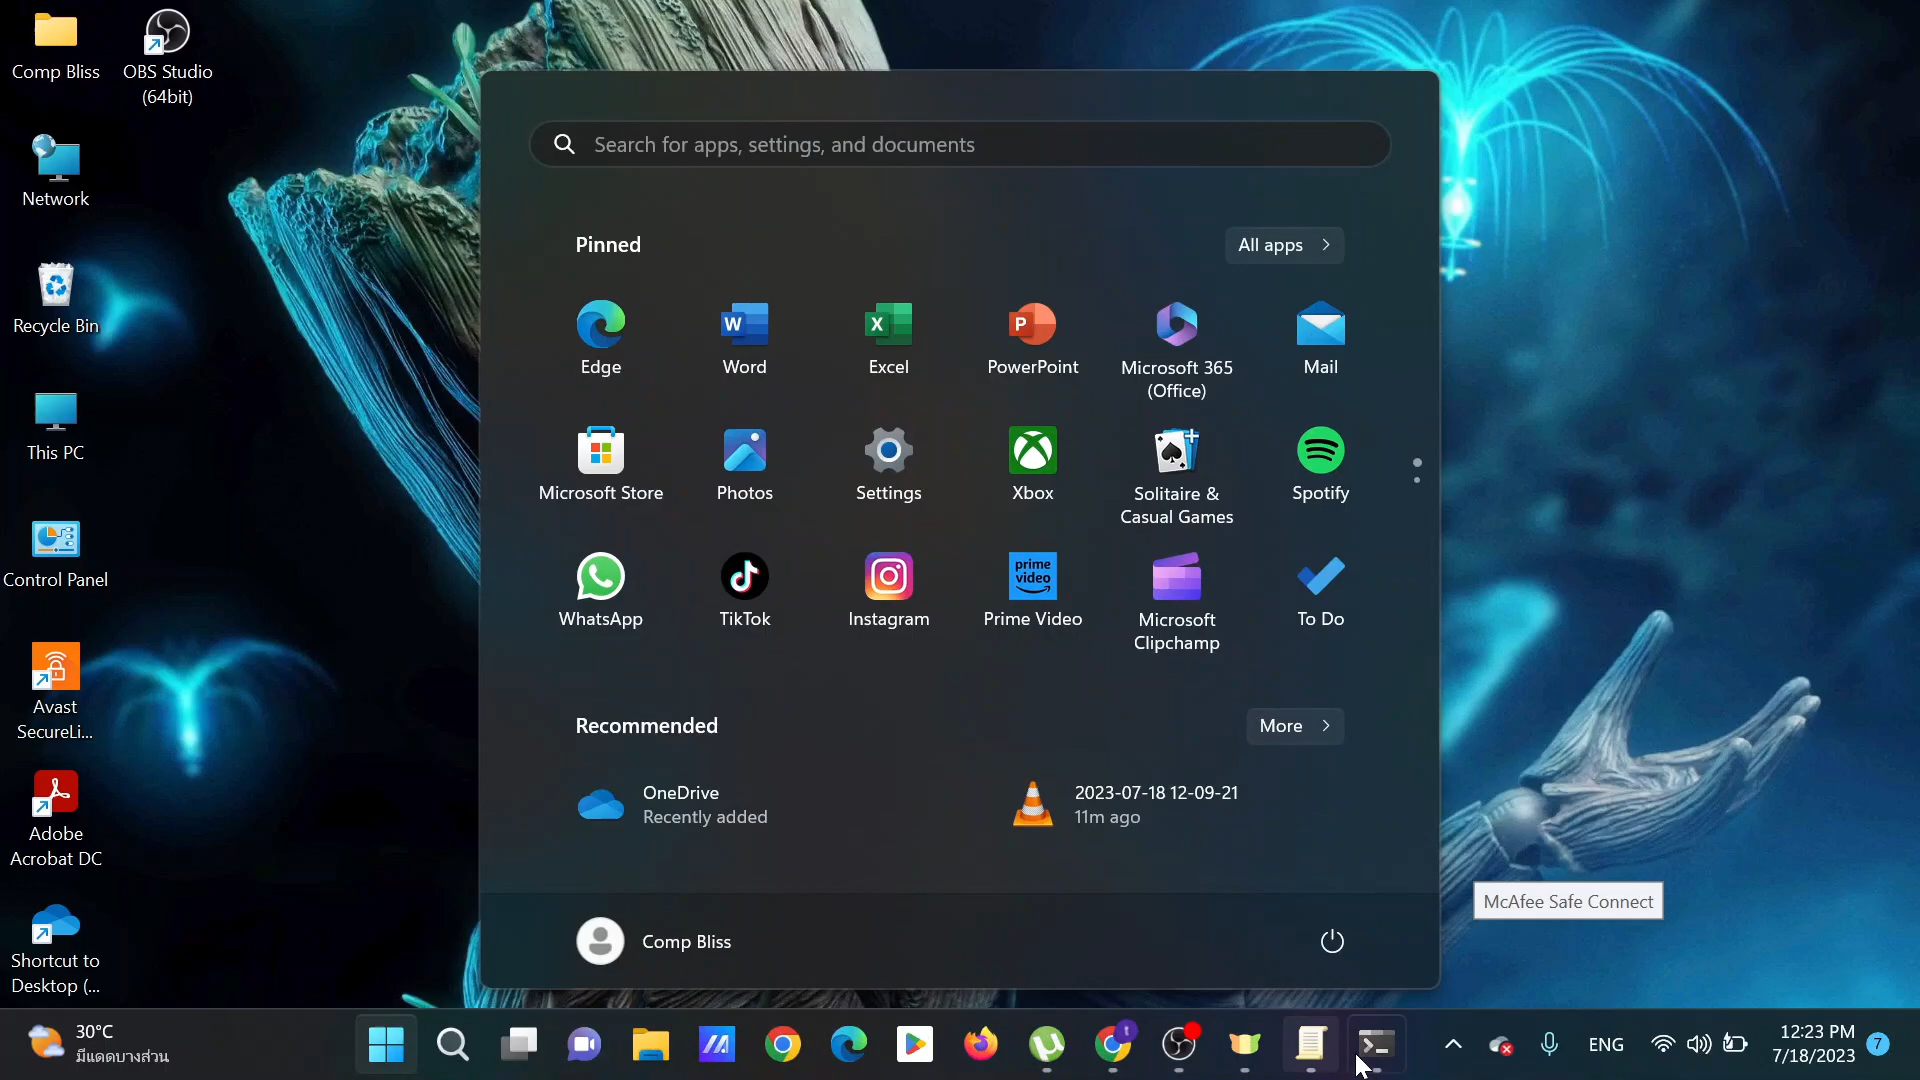 Comp Bliss
OBS Studio
(64bit)
Network
Recycle Bin
This PC
Control Panel
Avast
SecureLi...
Adobe
Acrobat DC
Shortcut to
Desktop (...
Search for apps, settings, and documents
Pinned
All apps
Edge
Word
W
Excel
X
PowerPoint
P
Microsoft 365
(Office)
Mail
Microsoft Store
Photos
Settings
Xbox
Solitaire &
Casual Games
Spotify
WhatsApp
TikTok
Instagram
prime
video
Prime Video
Microsoft
Clipchamp
To Do
Recommended
More
OneDrive
Recently added
2023-07-18 12-09-21
11m ago
Comp Bliss
McAfee Safe Connect
30°C
มีแดดบางส่วน
t
ENG
12:23 PM
7/18/2023
7